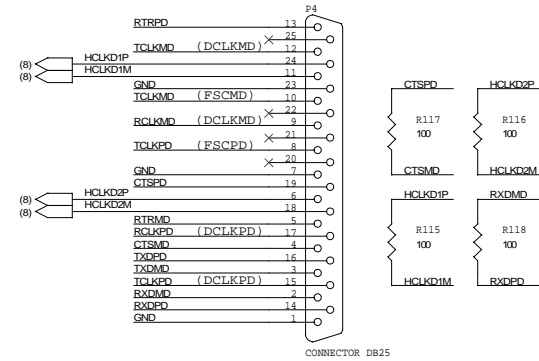 P4
RTRPD 13
25
TCLKMD (DCLKMD) 12
(8) HCLKD1P 24
(8) HCLKD1M 11
GND 23
TCLKMD (FSCMD) 10
22
RCLKMD (DCLKMD) 9
21
TCLKPD (FSCPD) 8
20
GND 7
CTSPD 19
(8) HCLKD2P 6
(8) HCLKD2M 18
RTRMD 5
RCLKPD (DCLKPD) 17
CTSMD 4
TXDPD 16
TXDMD 3
TCLKPD (DCLKPD) 15
RXDMD 2
RXDPD 14
GND 1
CONNECTOR DB25
CTSPD
R117
100
CTSMD
HCLKD2P
R116
100
HCLKD2M
HCLKD1P
R115
100
HCLKD1M
RXDMD
R118
100
RXDPD